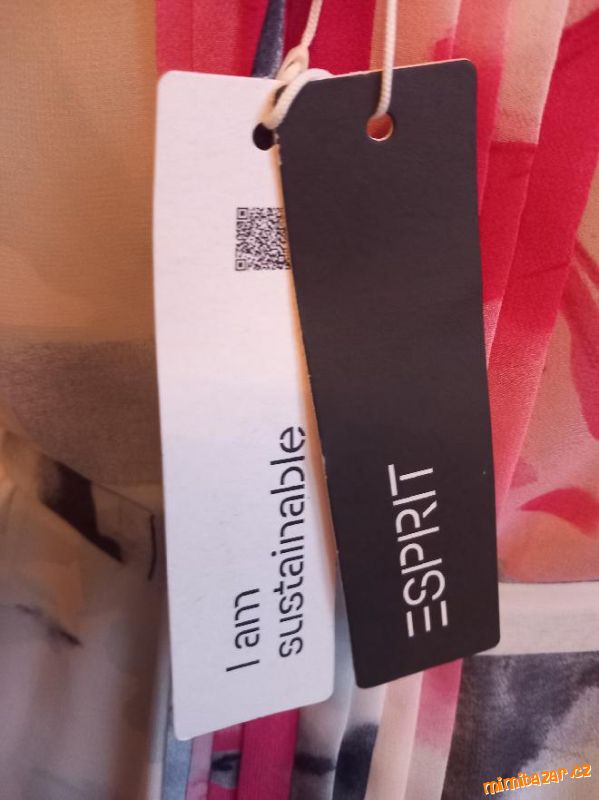 I am
sustainable
ESPRIT
mimibazar.cz